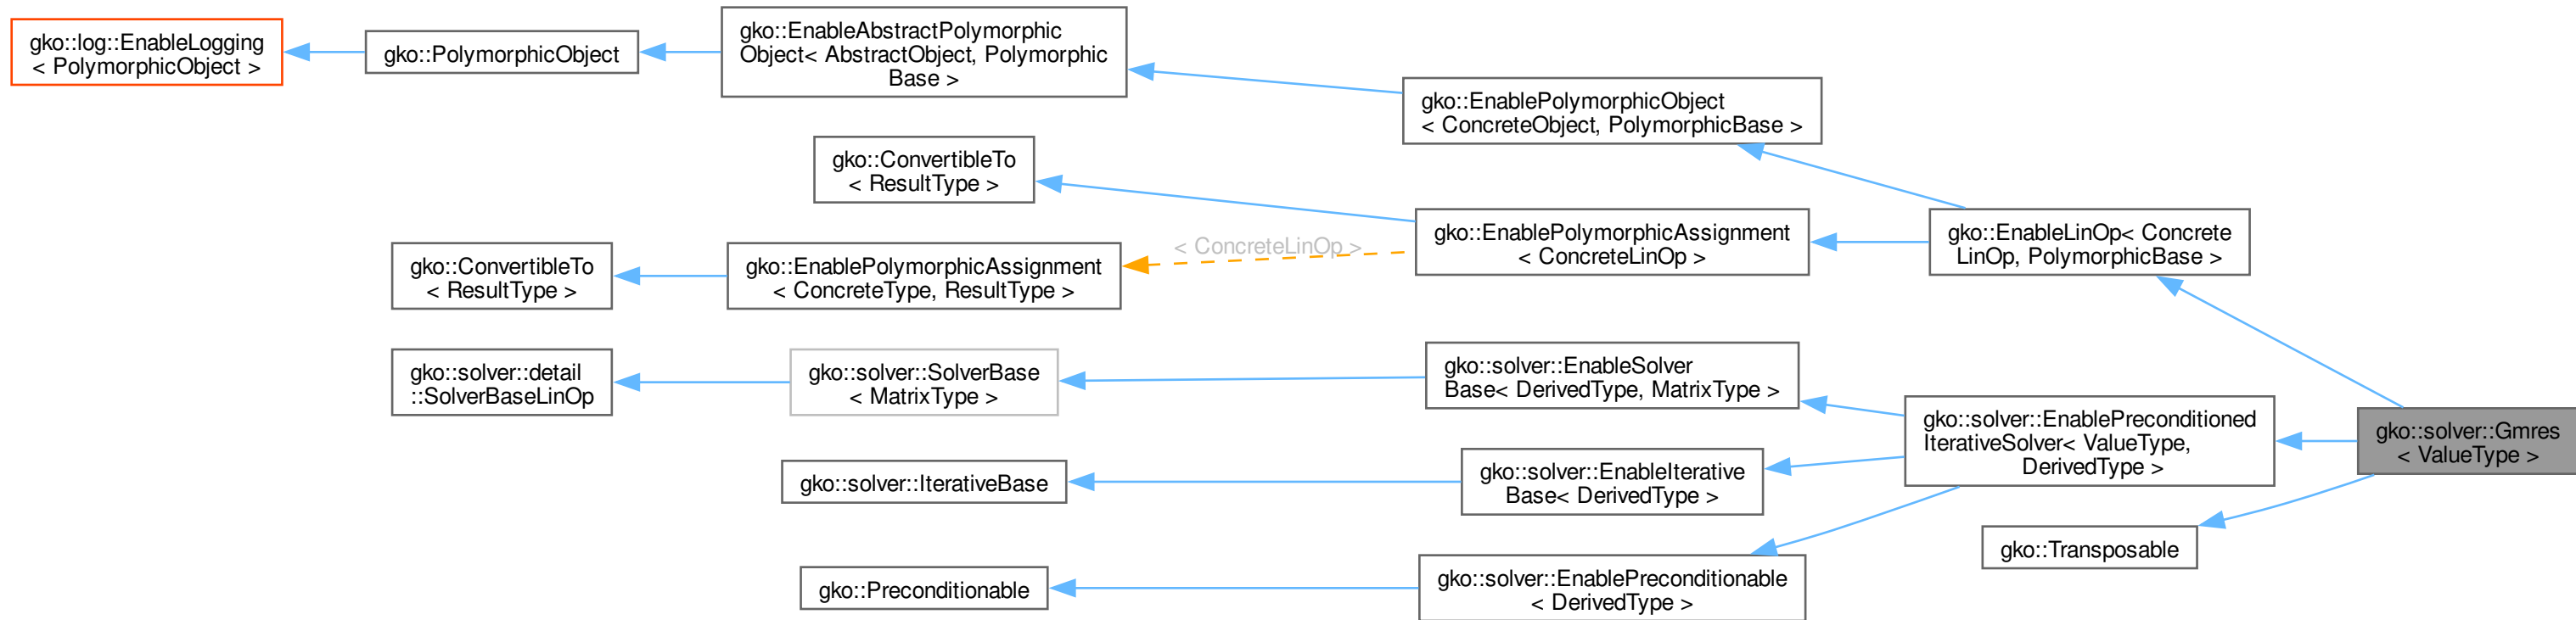 gko::log::EnableLogging
< PolymorphicObject >
gko::PolymorphicObject
gko::EnableAbstractPolymorphic
Object< AbstractObject, Polymorphic
Base >
gko::EnablePolymorphicObject
< ConcreteObject, PolymorphicBase >
gko::ConvertibleTo
< ResultType >
gko::EnablePolymorphicAssignment
< ConcreteLinOp >
gko::EnableLinOp< Concrete
LinOp, PolymorphicBase >
gko::ConvertibleTo
< ResultType >
gko::EnablePolymorphicAssignment
< ConcreteType, ResultType >
< ConcreteLinOp >
gko::solver::detail
::SolverBaseLinOp
gko::solver::SolverBase
< MatrixType >
gko::solver::EnableSolver
Base< DerivedType, MatrixType >
gko::solver::EnablePreconditioned
IterativeSolver< ValueType,
DerivedType >
gko::solver::Gmres
< ValueType >
gko::solver::IterativeBase
gko::solver::EnableIterative
Base< DerivedType >
gko::Transposable
gko::Preconditionable
gko::solver::EnablePreconditionable
< DerivedType >